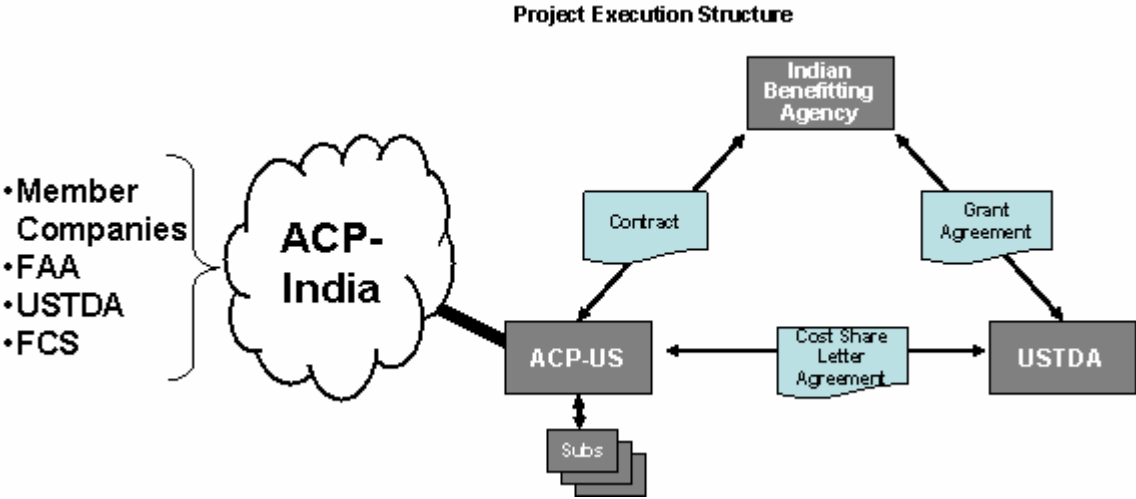 Project Execution Structure
Indian
Benefitting
Agency
•Member
Companies
•FAA
•USTDA
•FCS
ACP-
India
Contract
Grant
Agreement
ACP-US
Cost Share
Letter
Agreement
USTDA
Subs